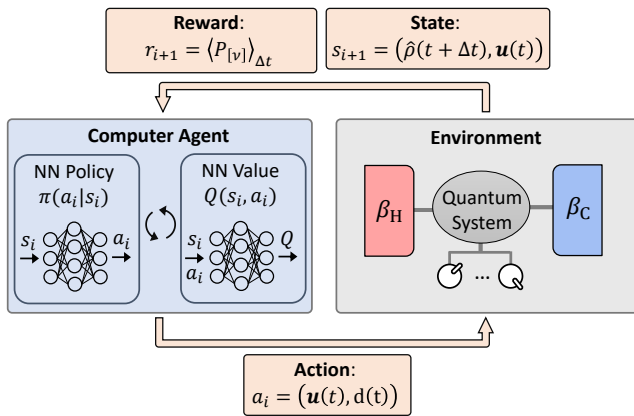 Reward:
r_{i+1} = ⟨P_{[ν]}⟩_{Δt}
State:
s_{i+1} = (ρ̂(t + Δt), u(t))
Computer Agent
NN Policy
π(a_i|s_i)
s_i
a_i
NN Value
Q(s_i, a_i)
s_i
a_i
Q
Environment
β_H
Quantum
System
β_C
...
Action:
a_i = (u(t), d(t))